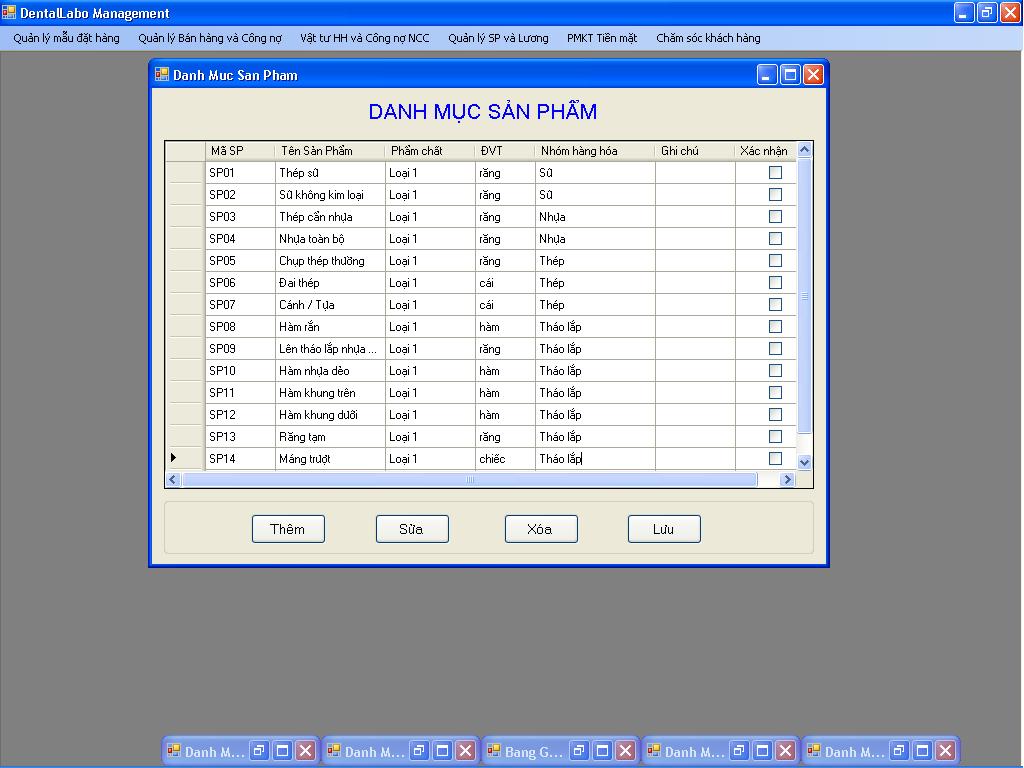 DentalLabo Management
Quản lý mẫu đặt hàng Quản lý Bán hàng và Công nợ Vật tư HH và Công nợ NCC Quản lý SP và Lương PMKT Tiền mặt Chăm sóc khách hàng
Danh Muc San Pham
DANH MỤC SẢN PHẨM
Mã SP Tên Sản Phẩm Phẩm chất ĐVT Nhóm hàng hóa Ghi chú Xác nhận
SP01 Thép sứ Loại 1 răng Sứ
SP02 Sứ không kim loại Loại 1 răng Sứ
SP03 Thép cẩn nhựa Loại 1 răng Nhựa
SP04 Nhựa toàn bộ Loại 1 răng Nhựa
SP05 Chụp thép thường Loại 1 răng Thép
SP06 Đai thép Loại 1 cái Thép
SP07 Cánh / Tựa Loại 1 cái Thép
SP08 Hàm rắn Loại 1 hàm Tháo lắp
SP09 Lên tháo lắp nhựa ... Loại 1 răng Tháo lắp
SP10 Hàm nhựa dẻo Loại 1 hàm Tháo lắp
SP11 Hàm khung trên Loại 1 hàm Tháo lắp
SP12 Hàm khung dưới Loại 1 hàm Tháo lắp
SP13 Răng tạm Loại 1 răng Tháo lắp
SP14 Máng trượt Loại 1 chiếc Tháo lắp
Thêm Sửa Xóa Lưu
Danh M... Danh M... Bang G... Danh M... Danh M...